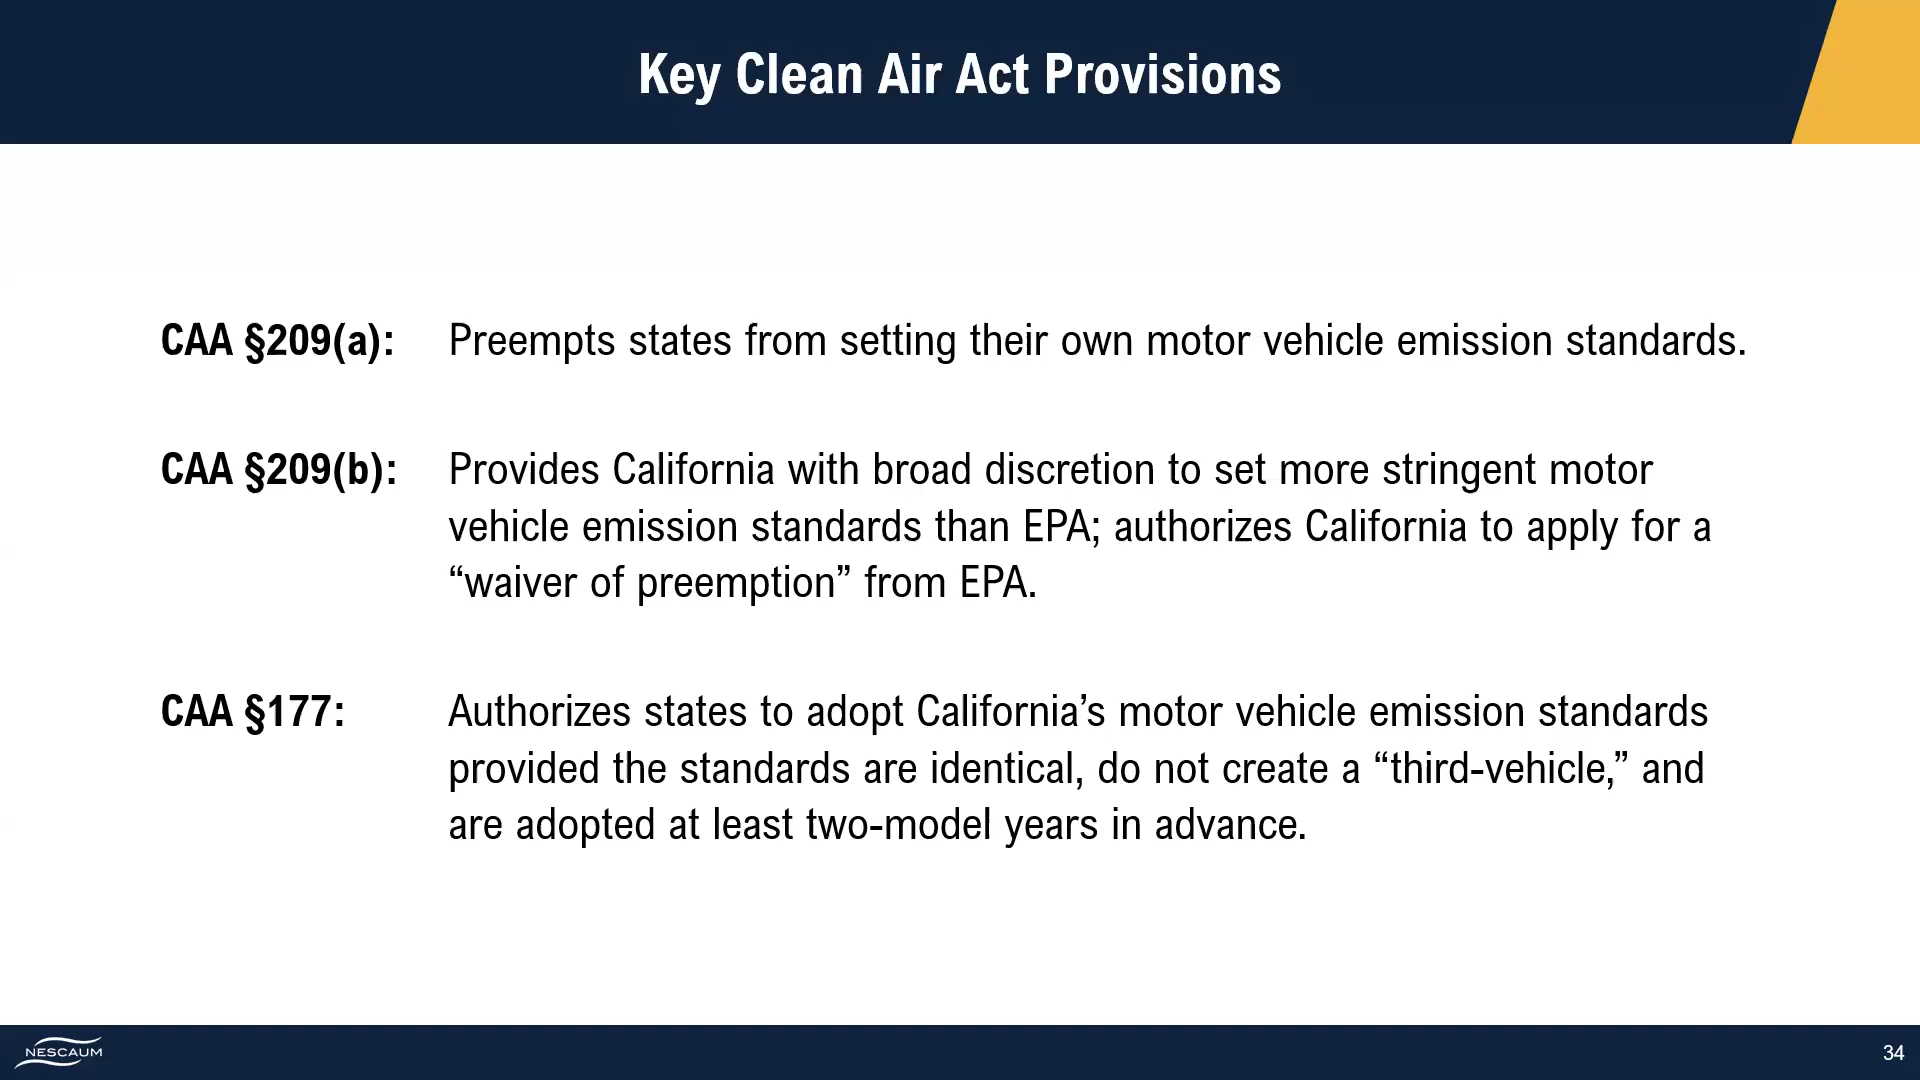 Key Clean Air Act Provisions
CAA §209(a): Preempts states from setting their own motor vehicle emission standards.
CAA §209(b): Provides California with broad discretion to set more stringent motor
vehicle emission standards than EPA; authorizes California to apply for a
“waiver of preemption” from EPA.
CAA §177: Authorizes states to adopt California’s motor vehicle emission standards
provided the standards are identical, do not create a “third-vehicle,” and
are adopted at least two-model years in advance.
NESCAUM
34